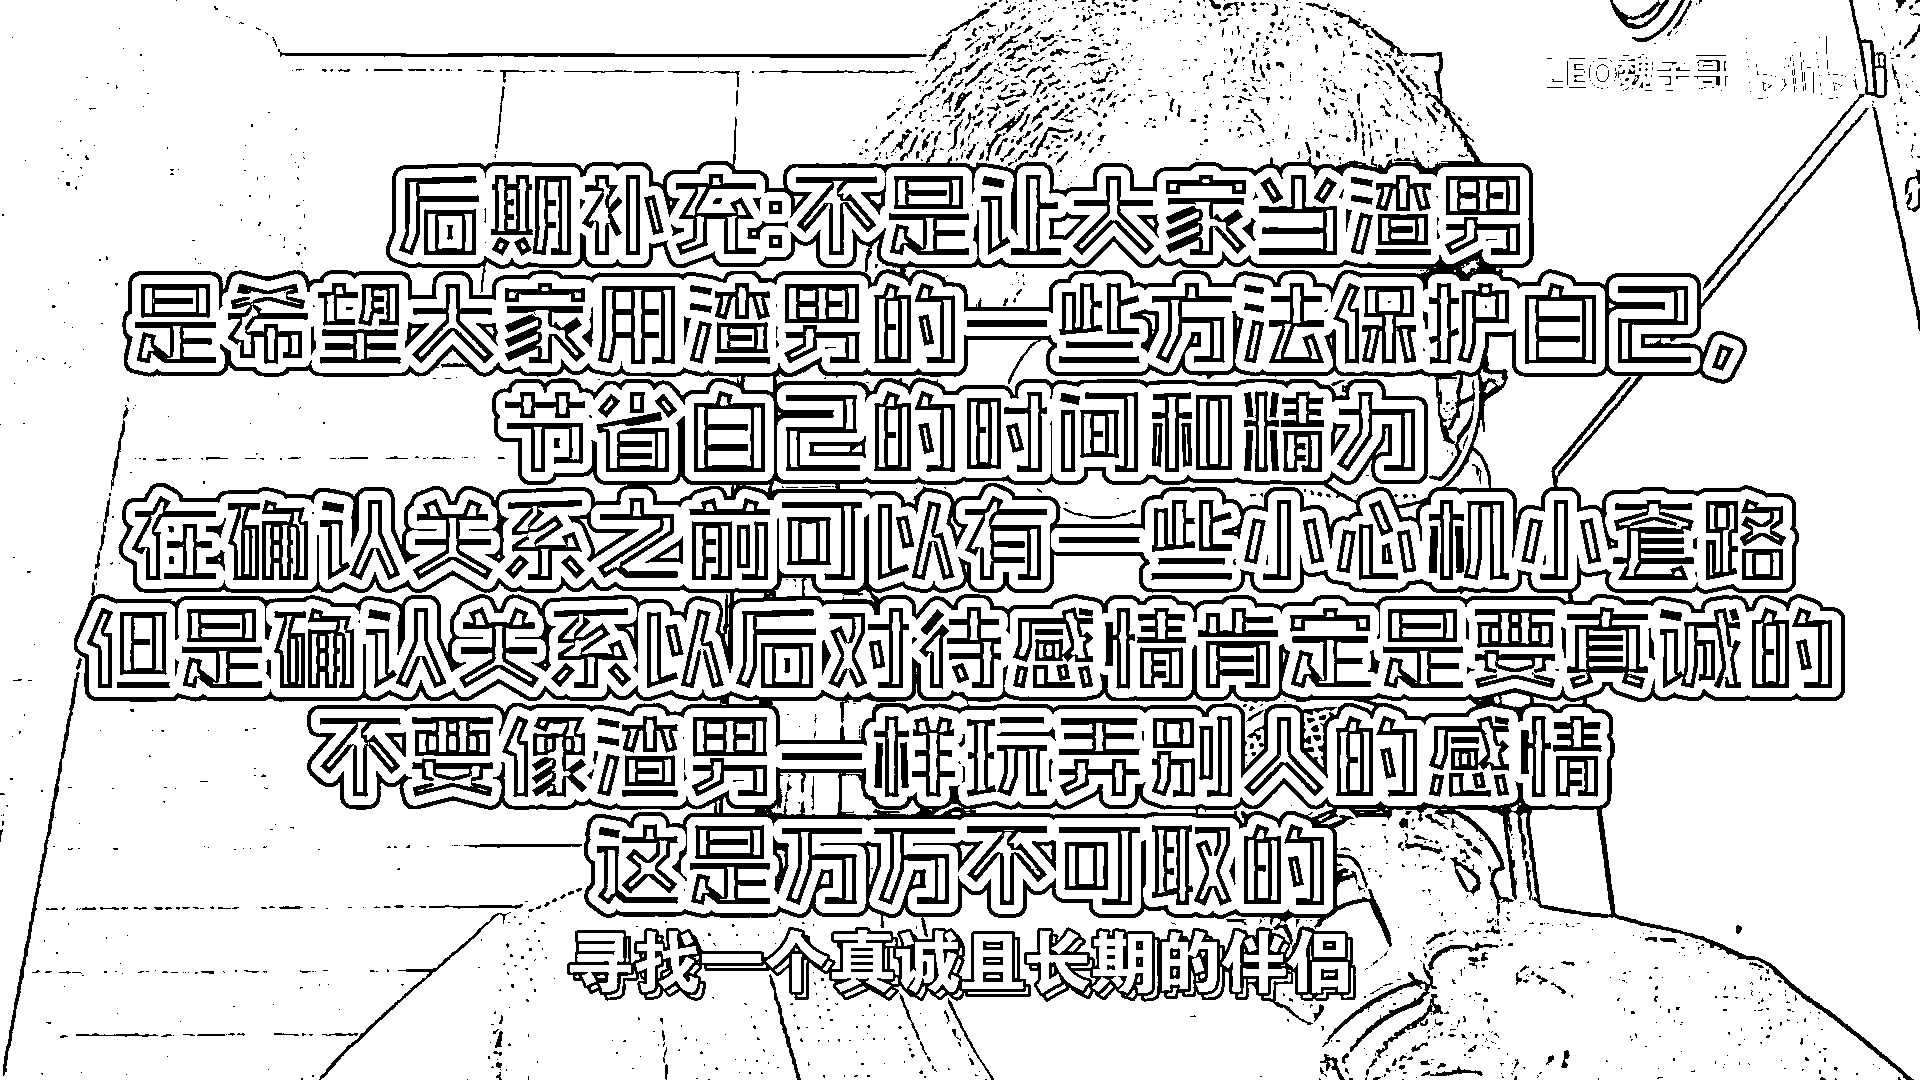 LEO魏子哥
后期补充:不是让大家当渣男
是希望大家用渣男的一些方法保护自己。
节省自己的时间和精力
在确认关系之前可以有一些小心机小套路
但是确认关系以后对待感情肯定是要真诚的
不要像渣男一样玩弄别人的感情
这是万万不可取的
寻找一个真诚且长期的伴侣